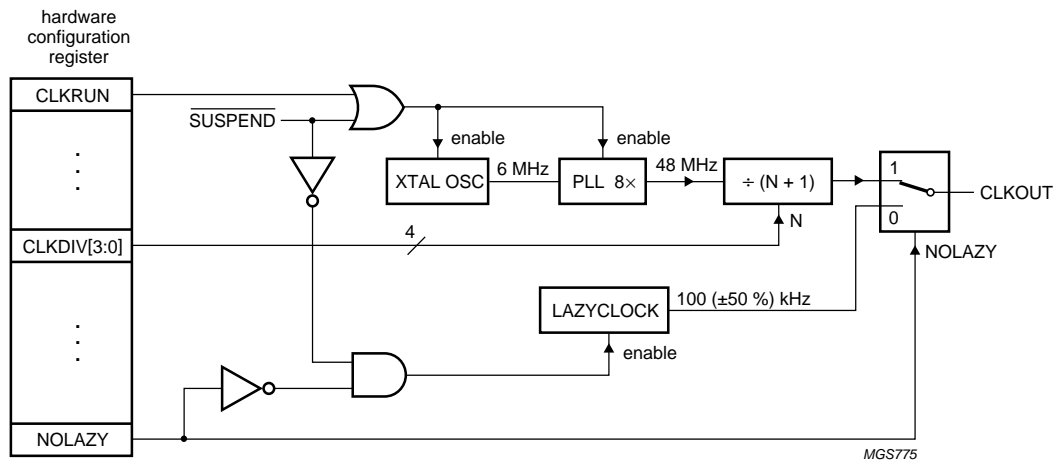 hardware
configuration
register
CLKRUN
SUSPEND
enable
enable
XTAL OSC
6 MHz
PLL 8×
48 MHz
÷ (N + 1)
1
0
CLKOUT
CLKDIV[3:0]
4
N
NOLAZY
LAZYCLOCK
100 (±50 %) kHz
enable
NOLAZY
MGS775